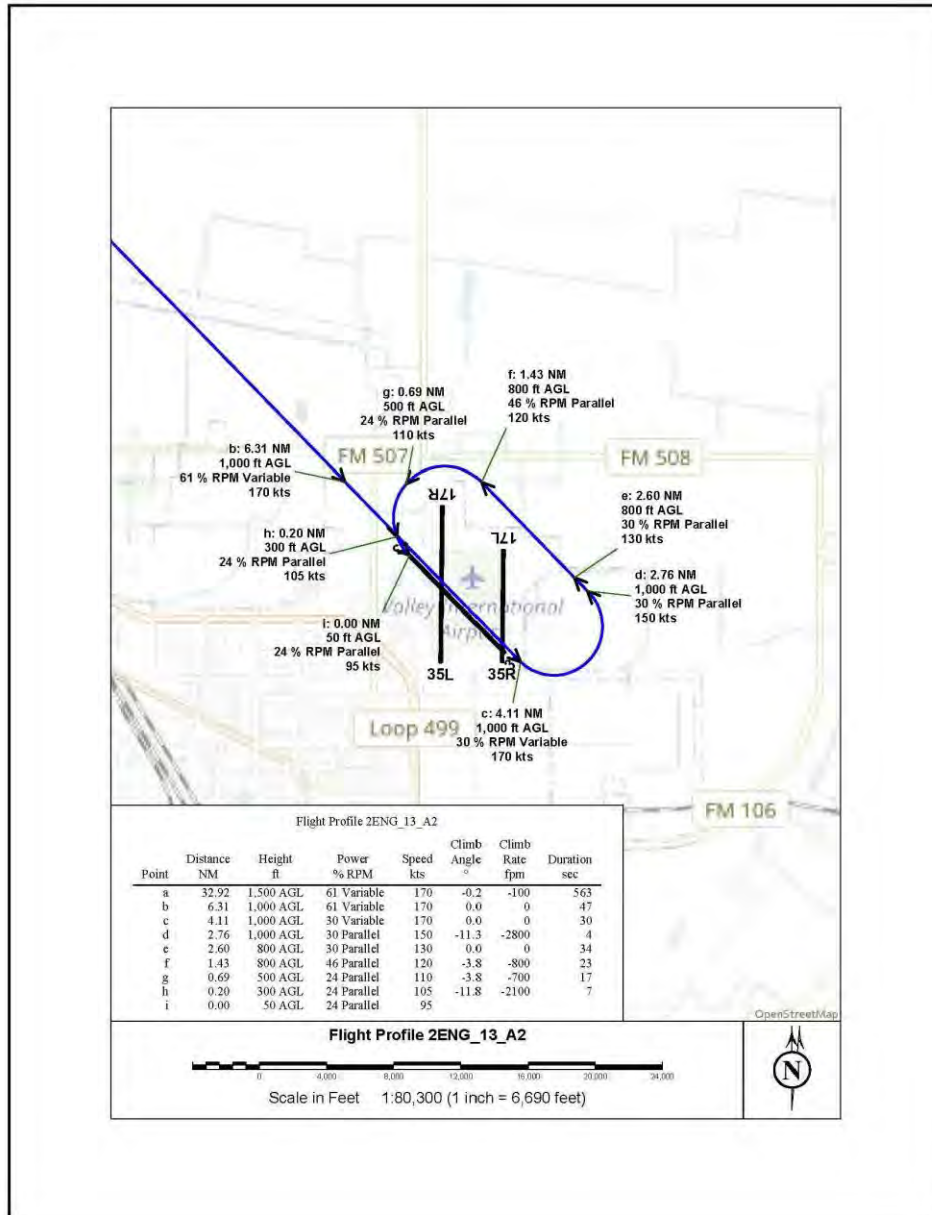 f: 1.43 NM
800 ft AGL
46 % RPM Parallel
120 kts
g: 0.69 NM
500 ft AGL
24 % RPM Parallel
110 kts
b: 6.31 NM
1,000 ft AGL
61 % RPM Variable
170 kts
FM 507
FM 508
17R
17L
e: 2.60 NM
800 ft AGL
30 % RPM Parallel
130 kts
h: 0.20 NM
300 ft AGL
24 % RPM Parallel
105 kts
d: 2.76 NM
1,000 ft AGL
30 % RPM Parallel
150 kts
Valley International
Airport
i: 0.00 NM
50 ft AGL
24 % RPM Parallel
95 kts
35L
35R
c: 4.11 NM
1,000 ft AGL
30 % RPM Variable
170 kts
Loop 499
FM 106
Flight Profile 2ENG_13_A2
Point Distance NM Height ft Power % RPM Speed kts Climb Angle ° Climb Rate fpm Duration sec
a 32.92 1,500 AGL 61 Variable 170 -0.2 -100 563
b 6.31 1,000 AGL 61 Variable 170 0.0 0 47
c 4.11 1,000 AGL 30 Variable 170 0.0 0 30
d 2.76 1,000 AGL 30 Parallel 150 -11.3 -2800 4
e 2.60 800 AGL 30 Parallel 130 0.0 0 34
f 1.43 800 AGL 46 Parallel 120 -3.8 -800 23
g 0.69 500 AGL 24 Parallel 110 -3.8 -700 17
h 0.20 300 AGL 24 Parallel 105 -11.8 -2100 7
i 0.00 50 AGL 24 Parallel 95
OpenStreetMap
Flight Profile 2ENG_13_A2
0 4,000 8,000 12,000 16,000 20,000 24,000
Scale in Feet 1:80,300 (1 inch = 6,690 feet)
N